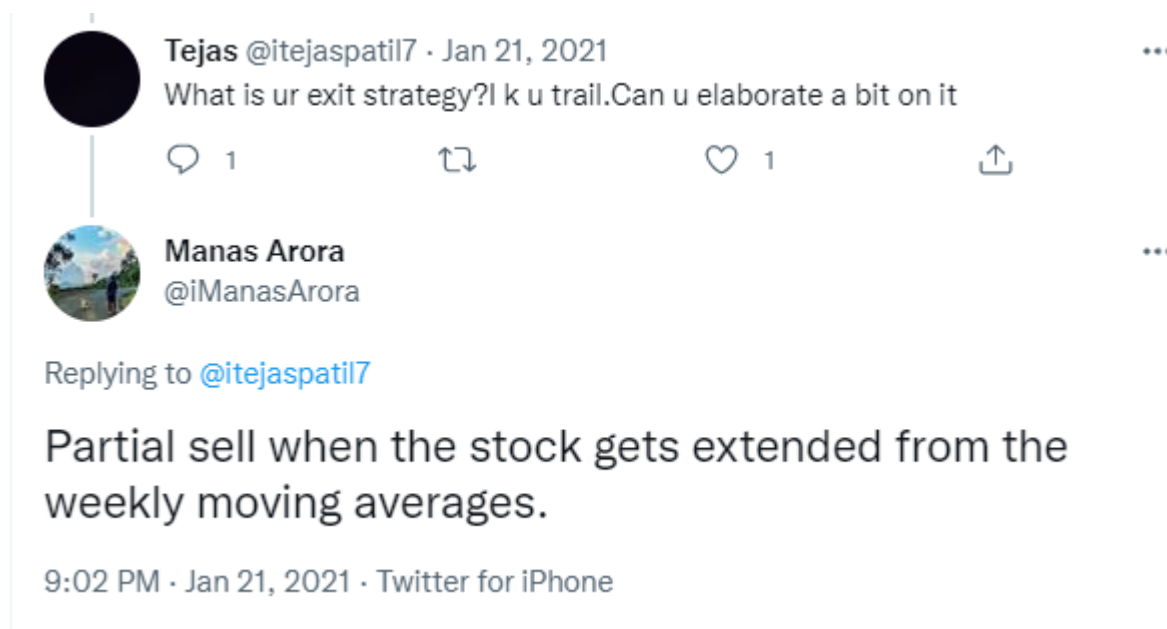 Tejas @itejaspatil7 · Jan 21, 2021
What is ur exit strategy?I k u trail.Can u elaborate a bit on it
1 1
Manas Arora
@iManasArora
Replying to @itejaspatil7
Partial sell when the stock gets extended from the
weekly moving averages.
9:02 PM · Jan 21, 2021 · Twitter for iPhone